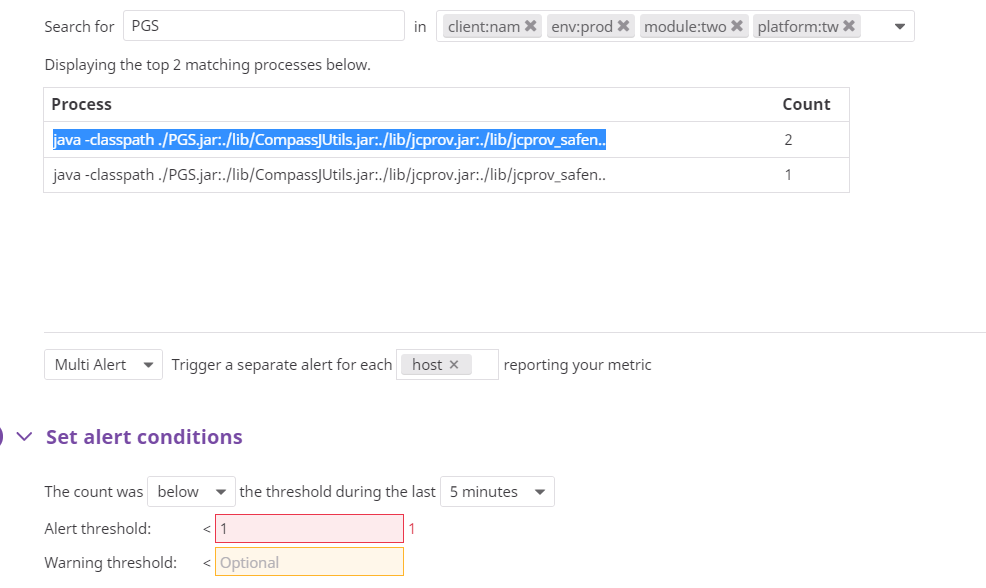 Search for PGS in client:nam ✖ env:prod ✖ module:two ✖ platform:tw ✖
Displaying the top 2 matching processes below.
Process Count
java -classpath ./PGS.jar:./lib/CompassJUtils.jar:./lib/jcprov.jar:./lib/jcprov_safen.. 2
java -classpath ./PGS.jar:./lib/CompassJUtils.jar:./lib/jcprov.jar:./lib/jcprov_safen.. 1
Multi Alert Trigger a separate alert for each host × reporting your metric
Set alert conditions
The count was below the threshold during the last 5 minutes
Alert threshold: < 1 1
Warning threshold: < Optional